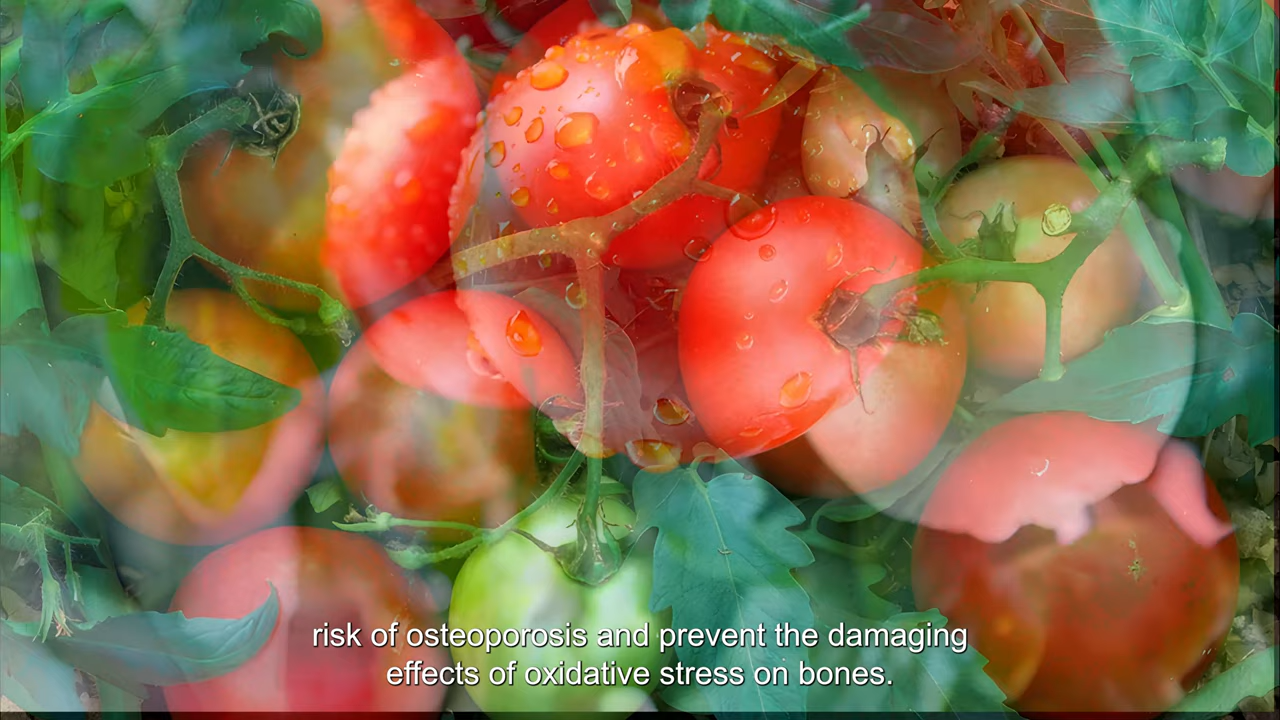 risk of osteoporosis and prevent the damaging
effects of oxidative stress on bones.